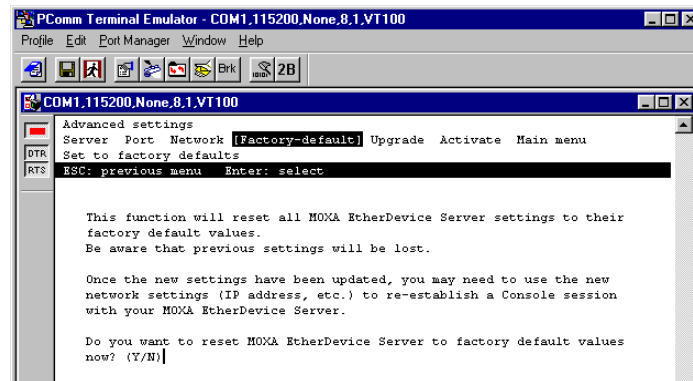 PComm Terminal Emulator - COM1,115200,None,8,1,VT100
Profile Edit Port Manager Window Help
Brk 2B
COM1,115200,None,8,1,VT100
Advanced settings
Server Port Network [Factory-default] Upgrade Activate Main menu
DTR
Set to factory defaults
RTS
ESC: previous menu Enter: select
This function will reset all MOXA EtherDevice Server settings to their
factory default values.
Be aware that previous settings will be lost.
Once the new settings have been updated, you may need to use the new
network settings (IP address, etc.) to re-establish a Console session
with your MOXA EtherDevice Server.
Do you want to reset MOXA EtherDevice Server to factory default values
now? (Y/N)